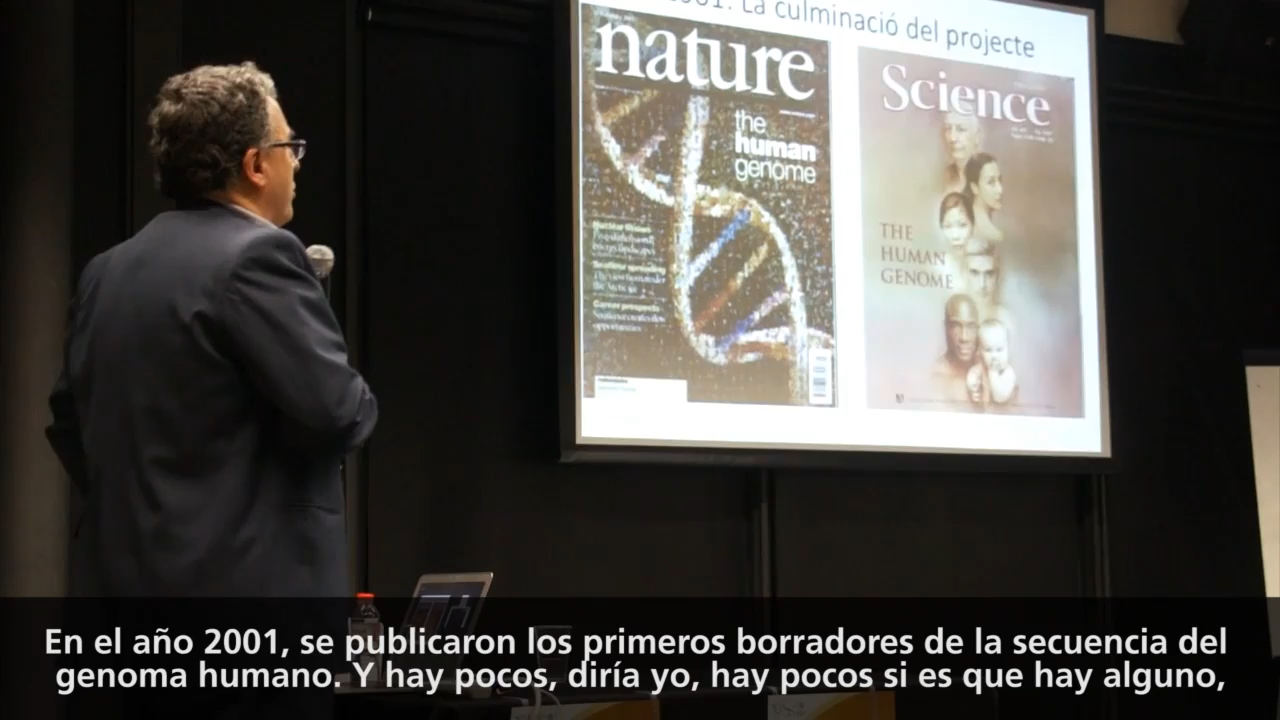 La culminació del projecte
nature
the
human
genome
Science
THE
HUMAN
GENOME
En el año 2001, se publicaron los primeros borradores de la secuencia del
genoma humano. Y hay pocos, diría yo, hay pocos si es que hay alguno,